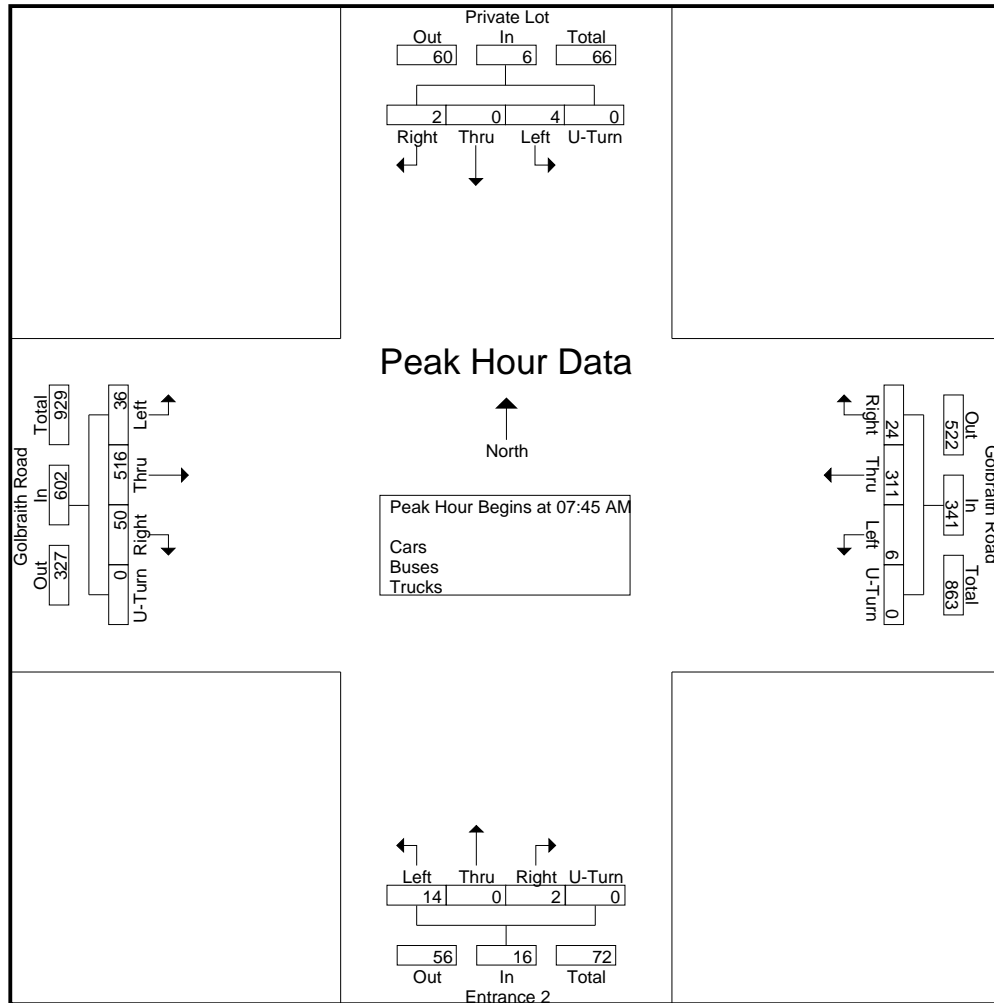 Private Lot
Out In Total
60 6 66
2 0 4 0
Right Thru Left U-Turn
Peak Hour Data
North
Peak Hour Begins at 07:45 AM
Cars
Buses
Trucks
Golbraith Road
Total In Out
929 602 327
36 516 50 0
Left Thru Right U-Turn
Golbraith Road
Out In Total
522 341 863
24 311 6 0
Right Thru Left U-Turn
Left Thru Right U-Turn
14 0 2 0
56 16 72
Out In Total
Entrance 2